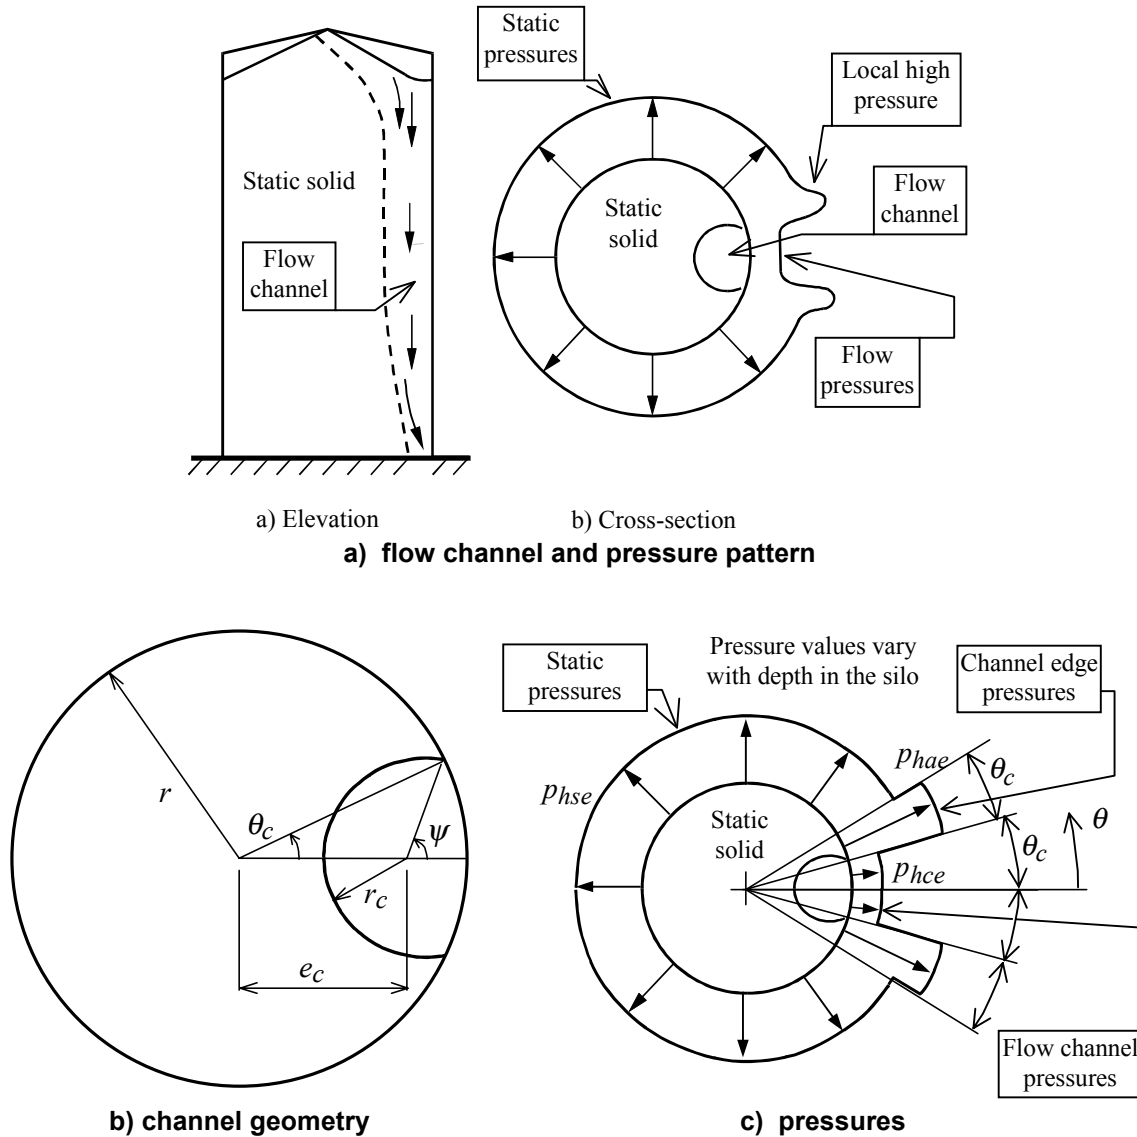 Static
pressures
Local high
pressure
Static solid
Static
solid
Flow
channel
Flow
channel
Flow
pressures
a) Elevation
b) Cross-section
a) flow channel and pressure pattern
Static
pressures
Pressure values vary
with depth in the silo
Channel edge
pressures
r
θc
ψ
rc
ec
phse
phae
θc
θ
Static
solid
phce
θc
Flow channel
pressures
b) channel geometry
c) pressures